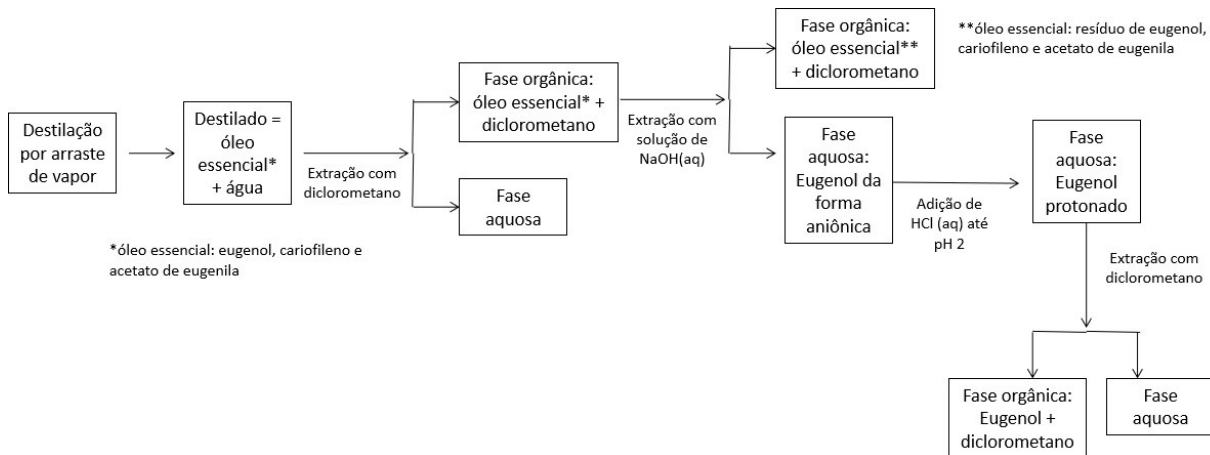 Destilação
por arraste
de vapor
Destilado =
óleo
essencial*
+ água
*óleo essencial: eugenol, cariofileno e
acetato de eugenila
Extração com
diclorometano
Fase orgânica:
óleo essencial* +
diclorometano
Fase
aquosa
Extração com
solução de
NaOH(aq)
Fase orgânica:
óleo essencial**
+ diclorometano
**óleo essencial: resíduo de eugenol,
cariofileno e acetato de eugenila
Fase
aquosa:
Eugenol da
forma
aniônica
Adição de
HCl (aq) até
pH 2
Fase
aquosa:
Eugenol
protonado
Extração com
diclorometano
Fase orgânica:
Eugenol +
diclorometano
Fase
aquosa